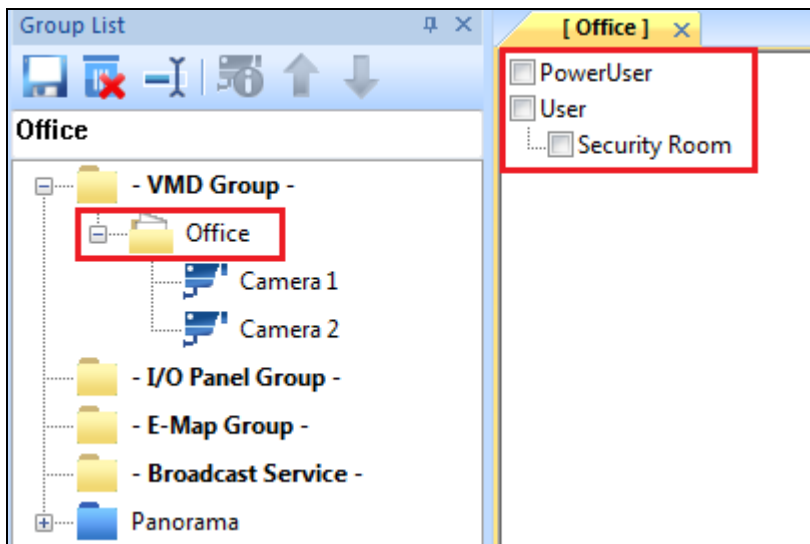 Group List
Office
- VMD Group -
Office
Camera 1
Camera 2
- I/O Panel Group -
- E-Map Group -
- Broadcast Service -
Panorama
[ Office ]
PowerUser
User
Security Room